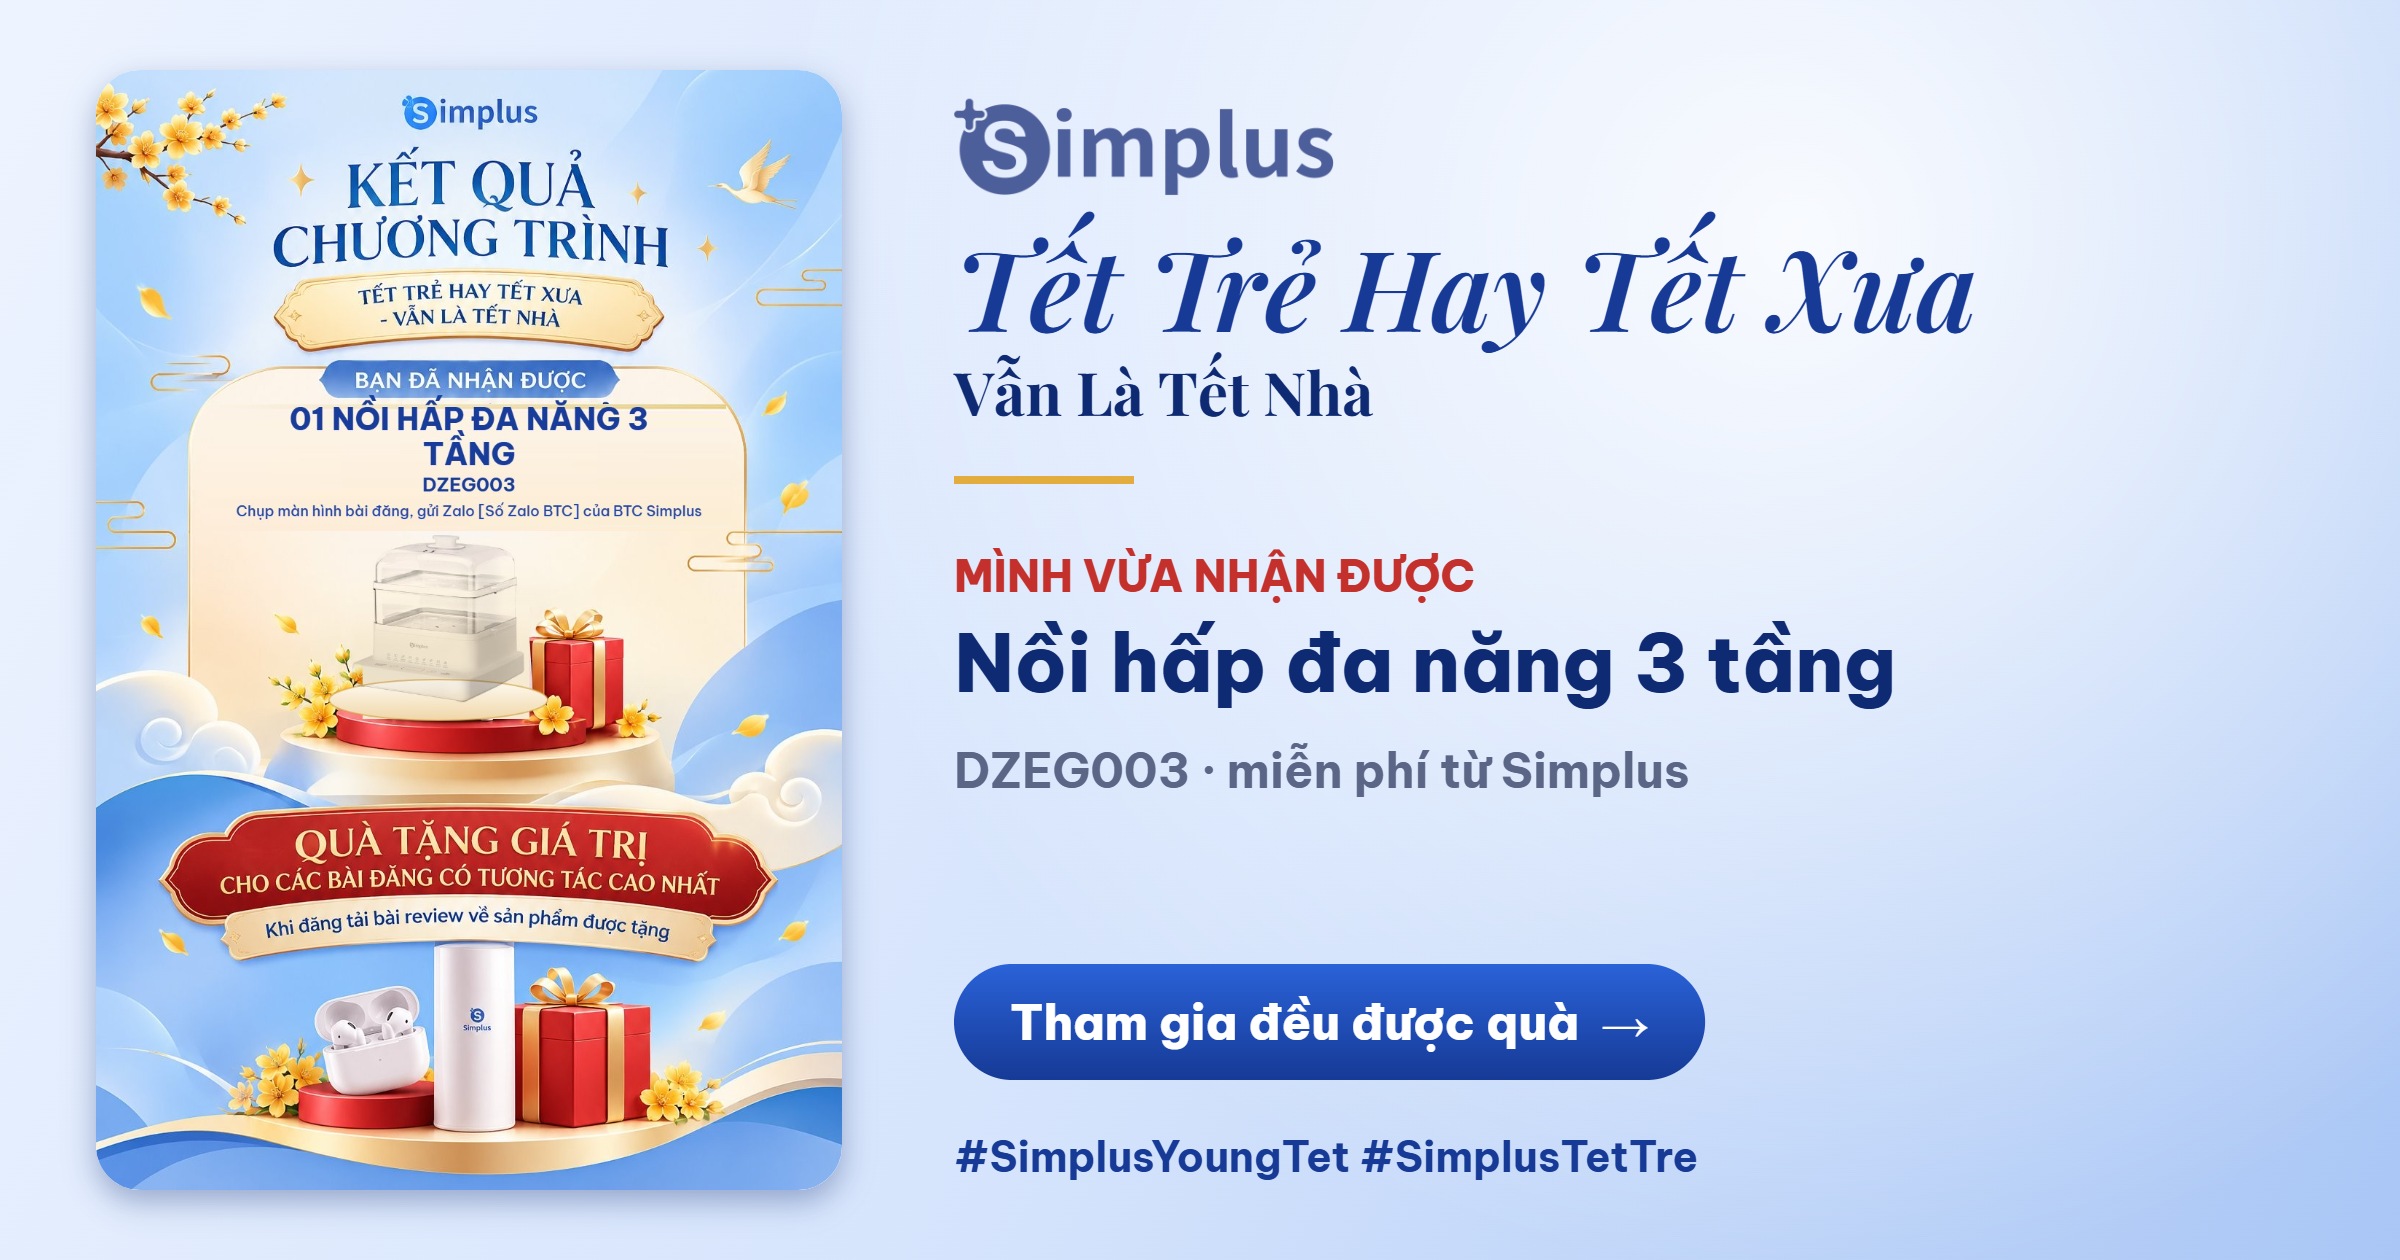 Simplus
KẾT QUẢ
CHƯƠNG TRÌNH
TẾT TRẺ HAY TẾT XƯA
- VẪN LÀ TẾT NHÀ
BẠN ĐÃ NHẬN ĐƯỢC
01 NỒI HẤP ĐA NĂNG 3
TẦNG
DZEG003
Chụp màn hình bài đăng, gửi Zalo [Số Zalo BTC] của BTC Simplus
Simplus
QUÀ TẶNG GIÁ TRỊ
CHO CÁC BÀI ĐĂNG CÓ TƯƠNG TÁC CAO NHẤT
Khi đăng tải bài review về sản phẩm được tặng
S
Simplus
Simplus
Tết Trẻ Hay Tết Xưa
Vẫn Là Tết Nhà
MÌNH VỪA NHẬN ĐƯỢC
Nồi hấp đa năng 3 tầng
DZEG003 · miễn phí từ Simplus
Tham gia đều được quà →
#SimplusYoungTet #SimplusTetTre